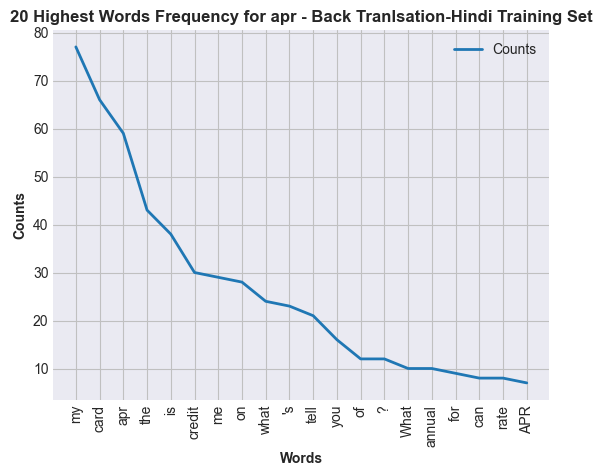 20 Highest Words Frequency for apr - Back Tranlsation-Hindi Training Set
Counts
80
70
60
50
40
30
20
10
Counts
my
card
apr
the
is
credit
me
on
what
's
tell
you
of
?
What
annual
for
can
rate
APR
Words